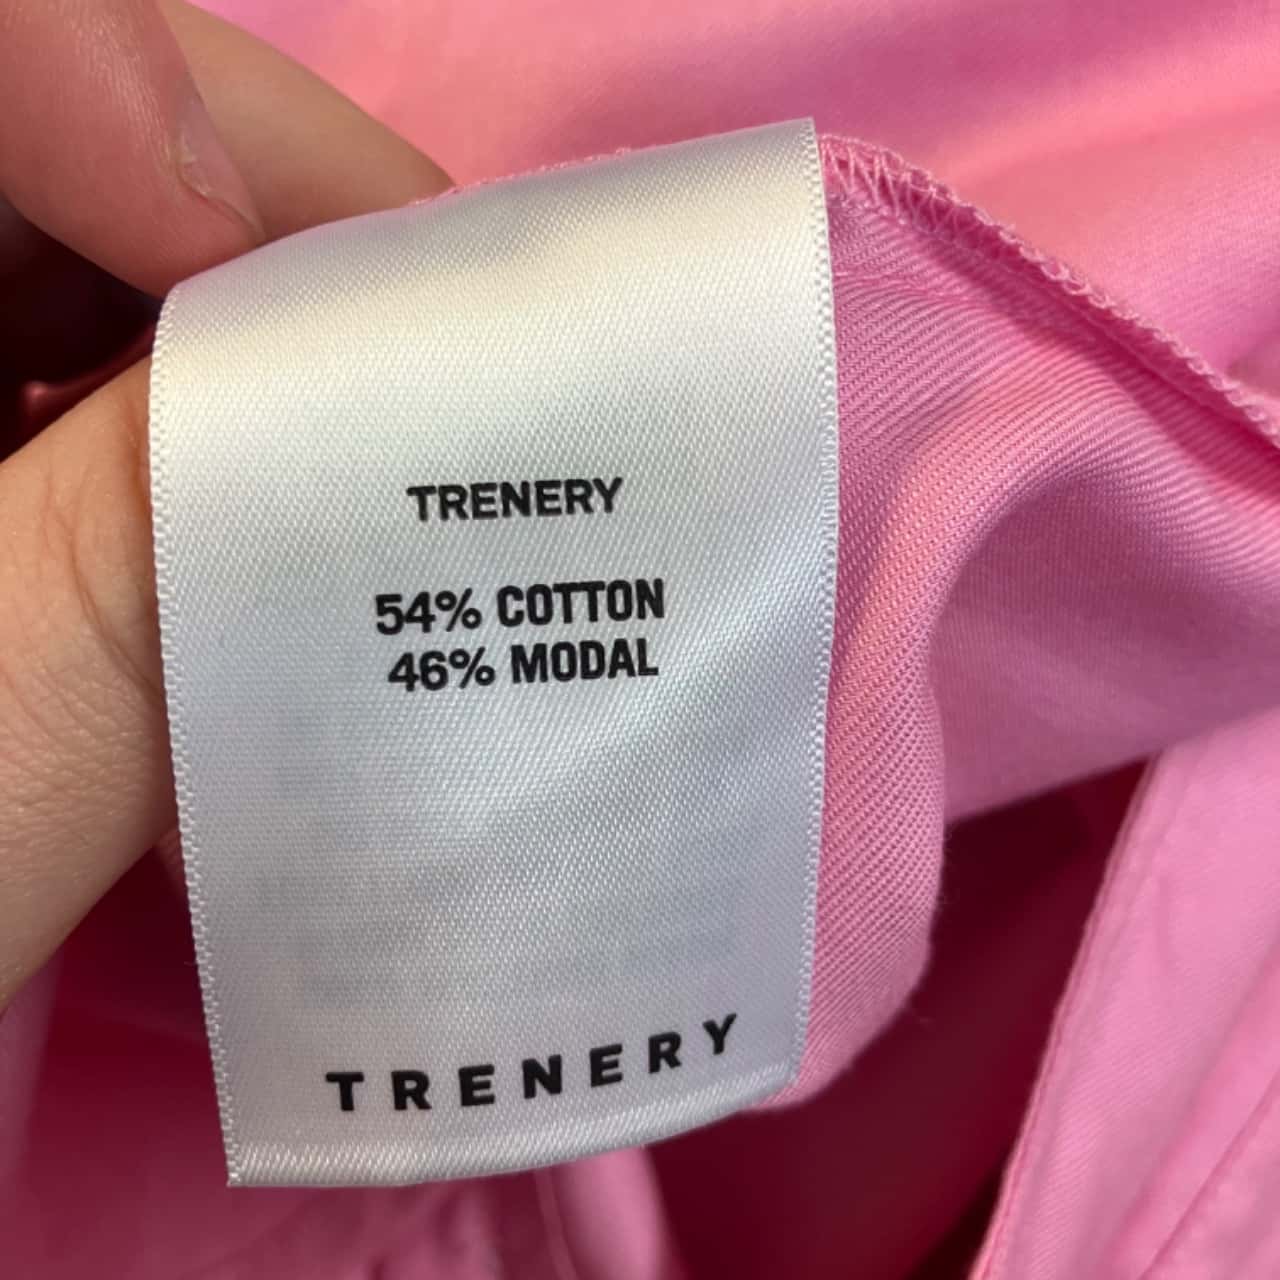 TRENERY
54% COTTON
46% MODAL
TRENERY